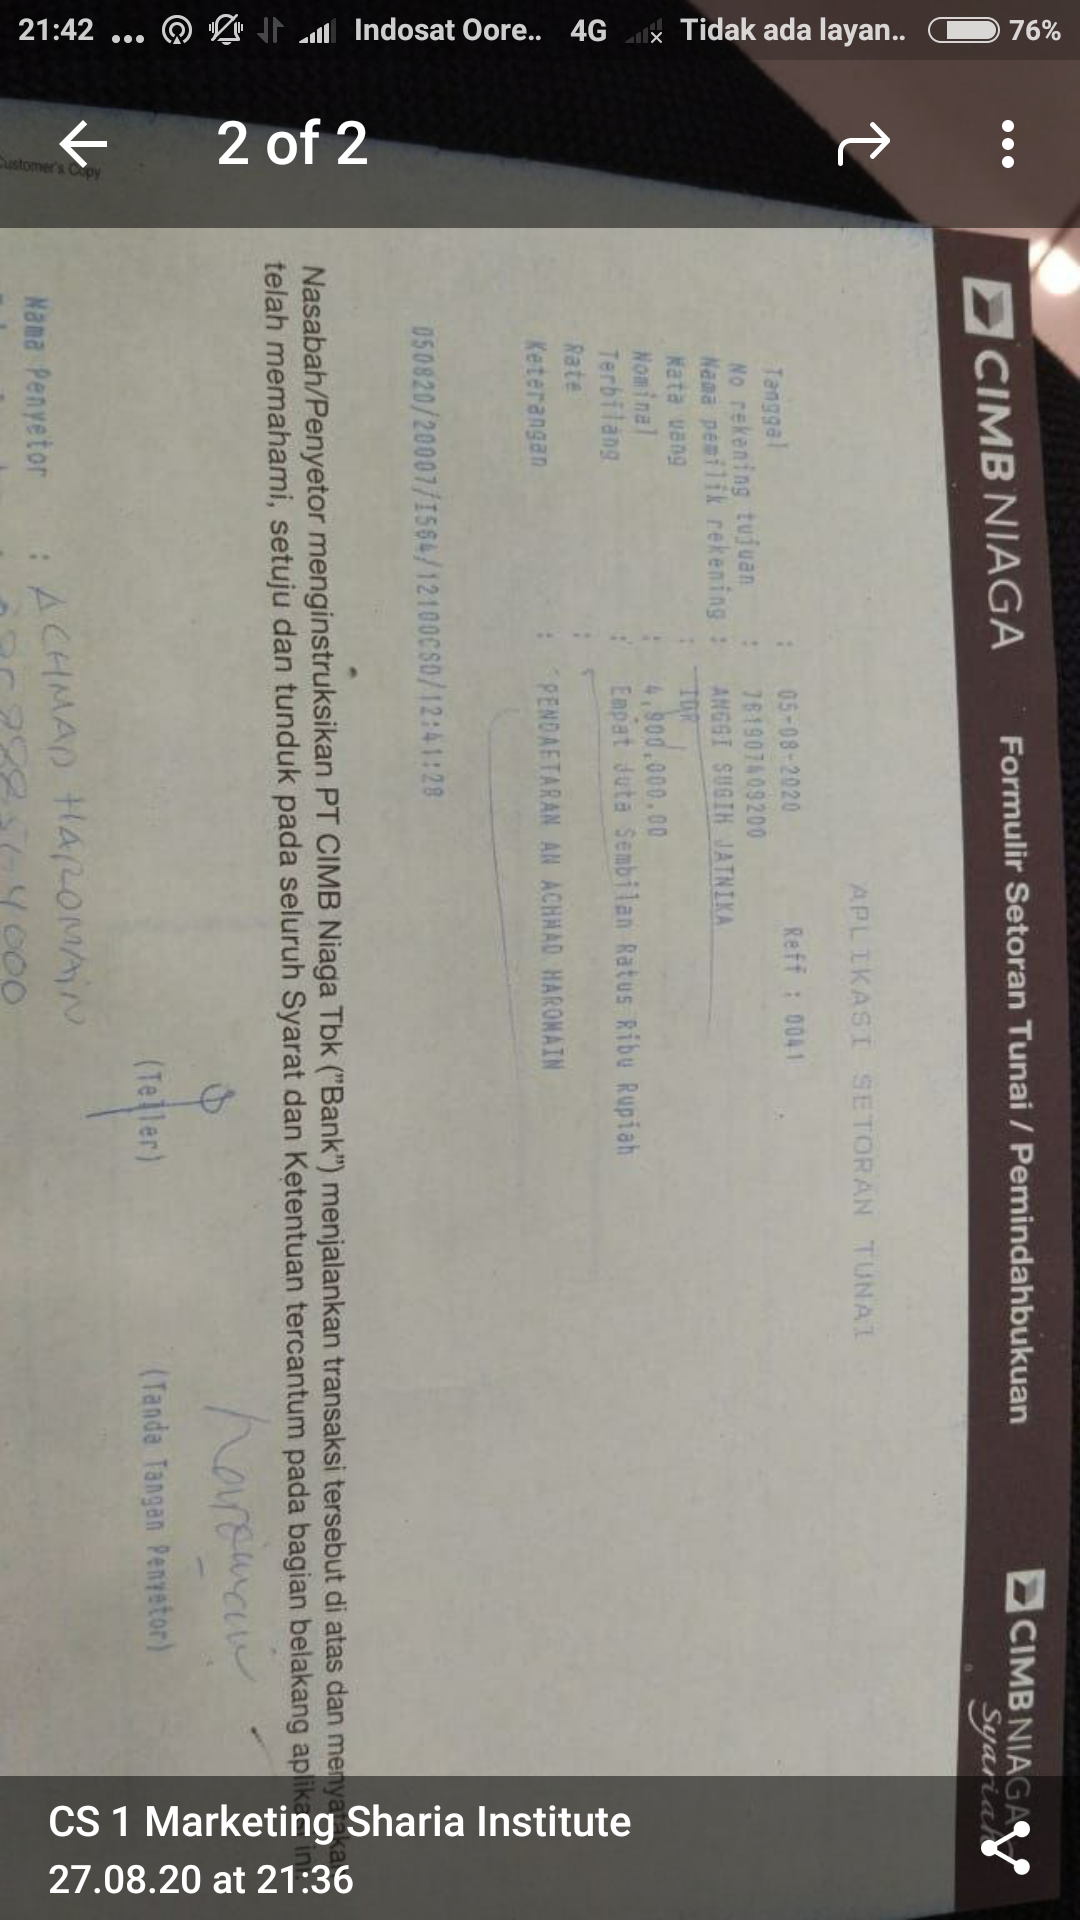 21:42 ... Indosat Oore.. 4G Tidak ada layan.. 76%
2 of 2
Customer's Copy
CIMB NIAGA Formulir Setoran Tunai / Pemindahbukuan CIMB NIAGA Syariah
APLIKASI SETORAN TUNAI
Tanggal : 05-08-2020 Reff : 0041
No rekening tujuan : 761907409200
Nama pemilik rekening : ANGGI SUGIH JATNIKA
Mata uang : IDR
Nominal : 4,900,000.00
Terbilang : Empat Juta Sembilan Ratus Ribu Rupiah
Rate :
Keterangan : PENDAFTARAN AN ACHMAD HAROMAIN
050820/20007/IS64/12100CSO/12:41:28
Nasabah/Penyetor menginstruksikan PT CIMB Niaga Tbk ("Bank") menjalankan transaksi tersebut di atas dan menyatakan
telah memahami, setuju dan tunduk pada seluruh Syarat dan Ketentuan tercantum pada bagian belakang aplikasi ini.
haromain
(Teller) (Tanda Tangan Penyetor)
Nama Penyetor : ACHMAD HAROMAIN
CS 1 Marketing Sharia Institute
27.08.20 at 21:36